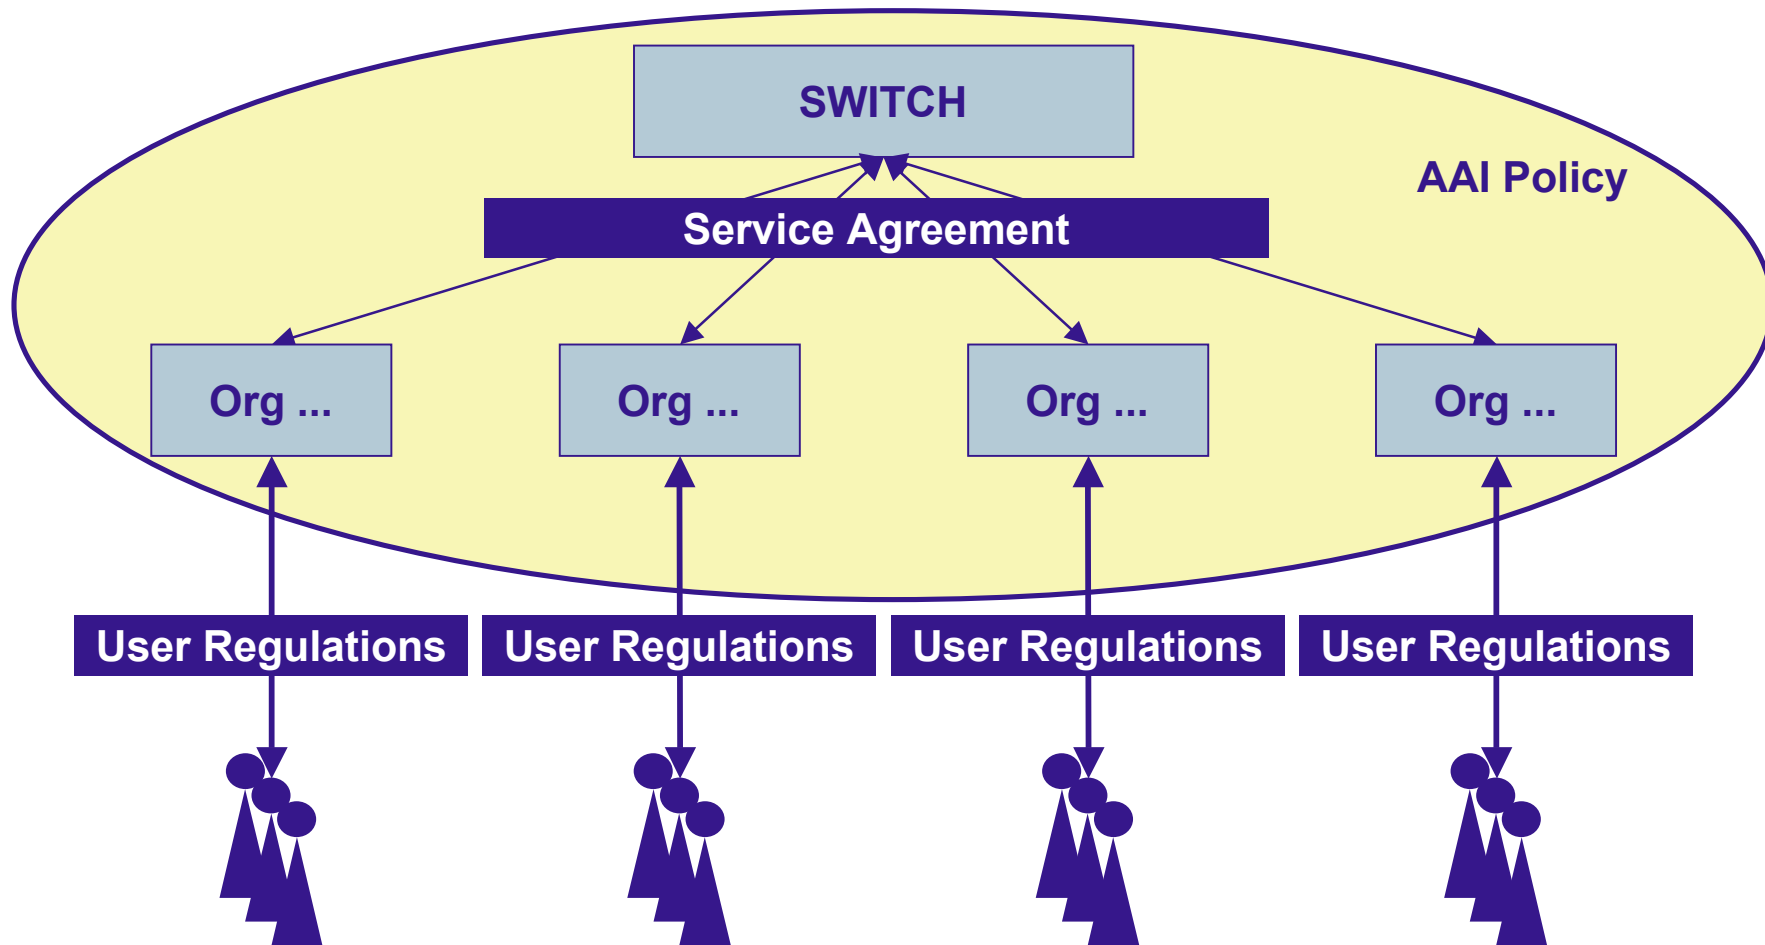 SWITCH
AAI Policy
Service Agreement
Org ...
Org ...
Org ...
Org ...
User Regulations
User Regulations
User Regulations
User Regulations